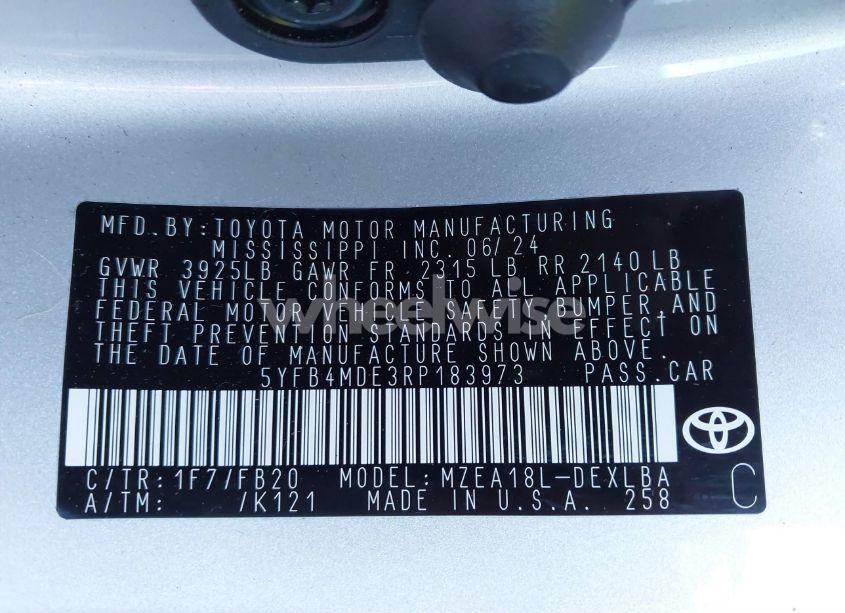 MFD. BY: TOYOTA MOTOR MANUFACTURING
MISSISSIPPI INC. 06/24
GVWR 3925LB GAWR FR 2315 LB RR 2140 LB
THIS VEHICLE CONFORMS TO ALL APPLICABLE
FEDERAL MOTOR VEHICLE SAFETY, BUMPER, AND
THEFT PREVENTION STANDARDS IN EFFECT ON
THE DATE OF MANUFACTURE SHOWN ABOVE.
wheelwise
5YFB4MDE3RP183973 PASS. CAR
C/TR: 1F7/FB20 MODEL: MZEA18L-DEXLBA
A/TM: /K121 MADE IN U.S.A. 258 C